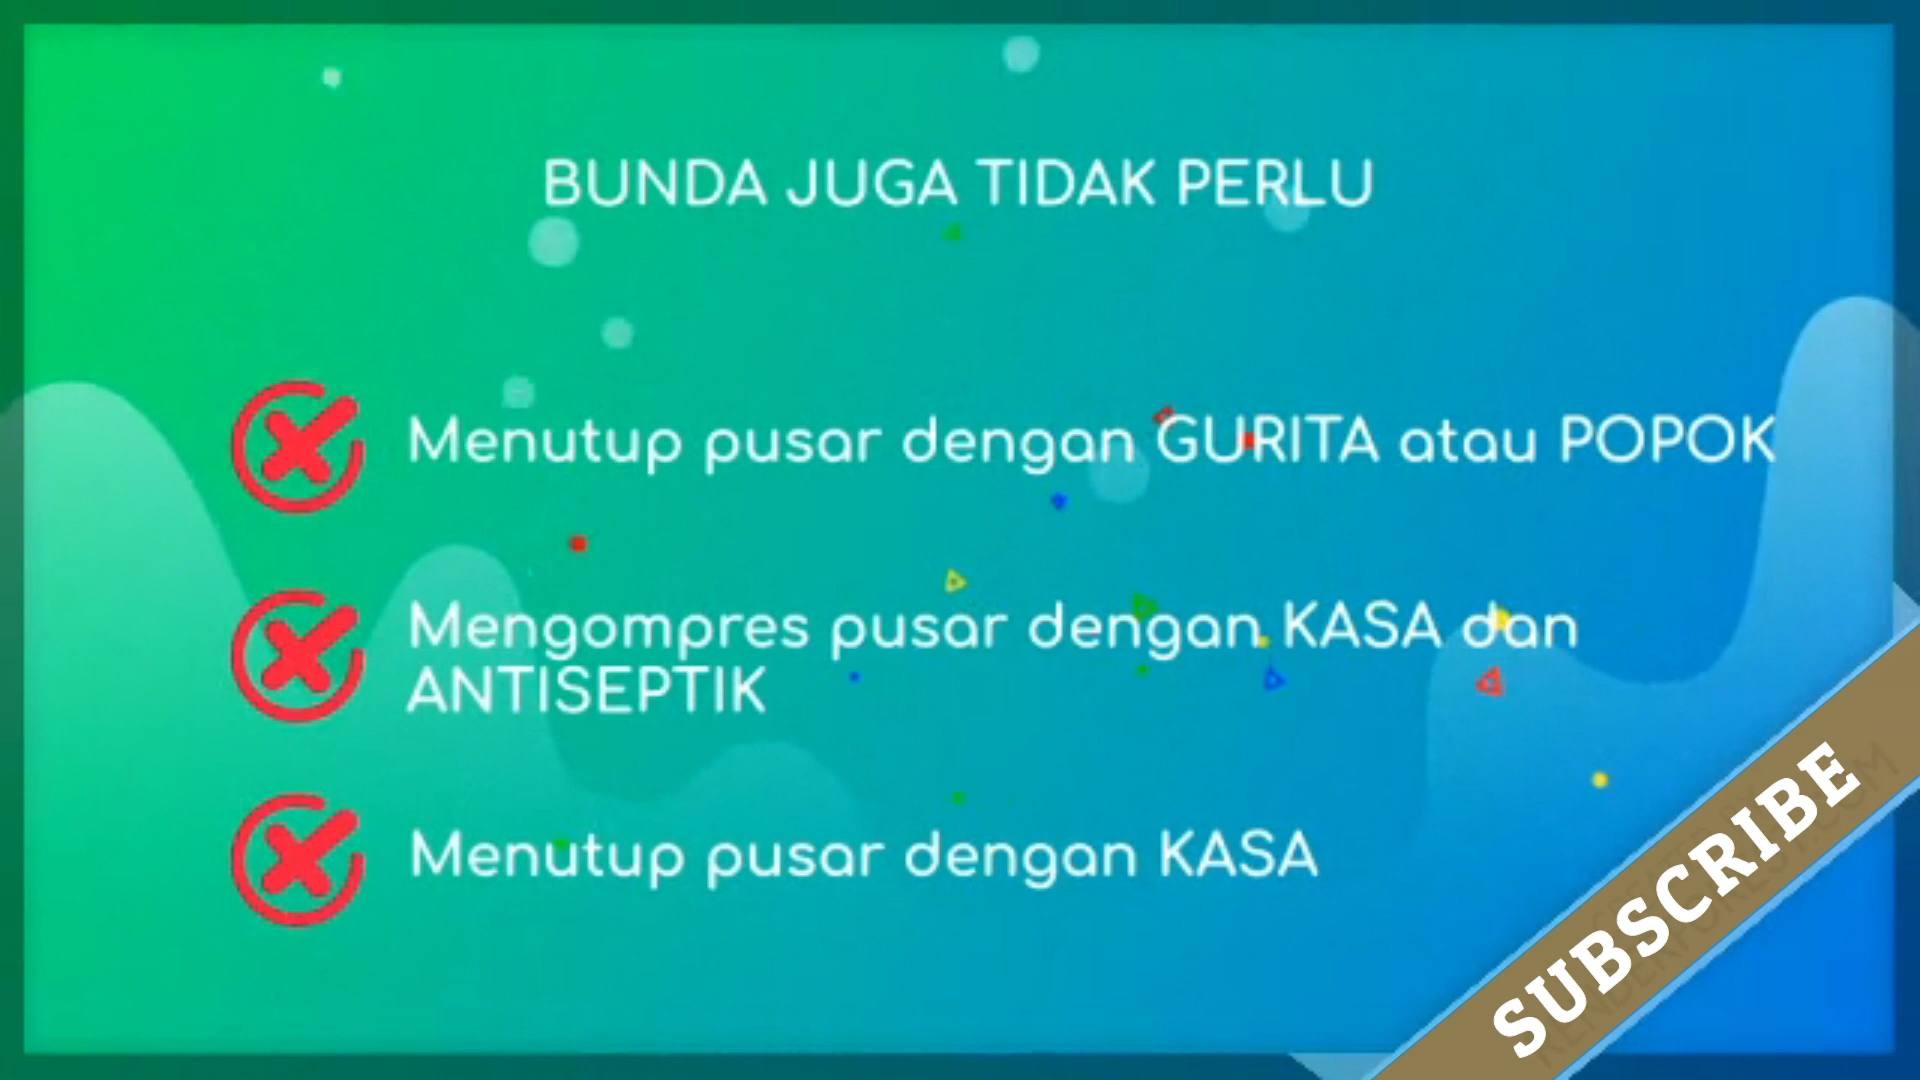 BUNDA JUGA TIDAK PERLU
Menutup pusar dengan GURITA atau POPOK
Mengompres pusar dengan KASA dan
ANTISEPTIK
Menutup pusar dengan KASA
SUBSCRIBE